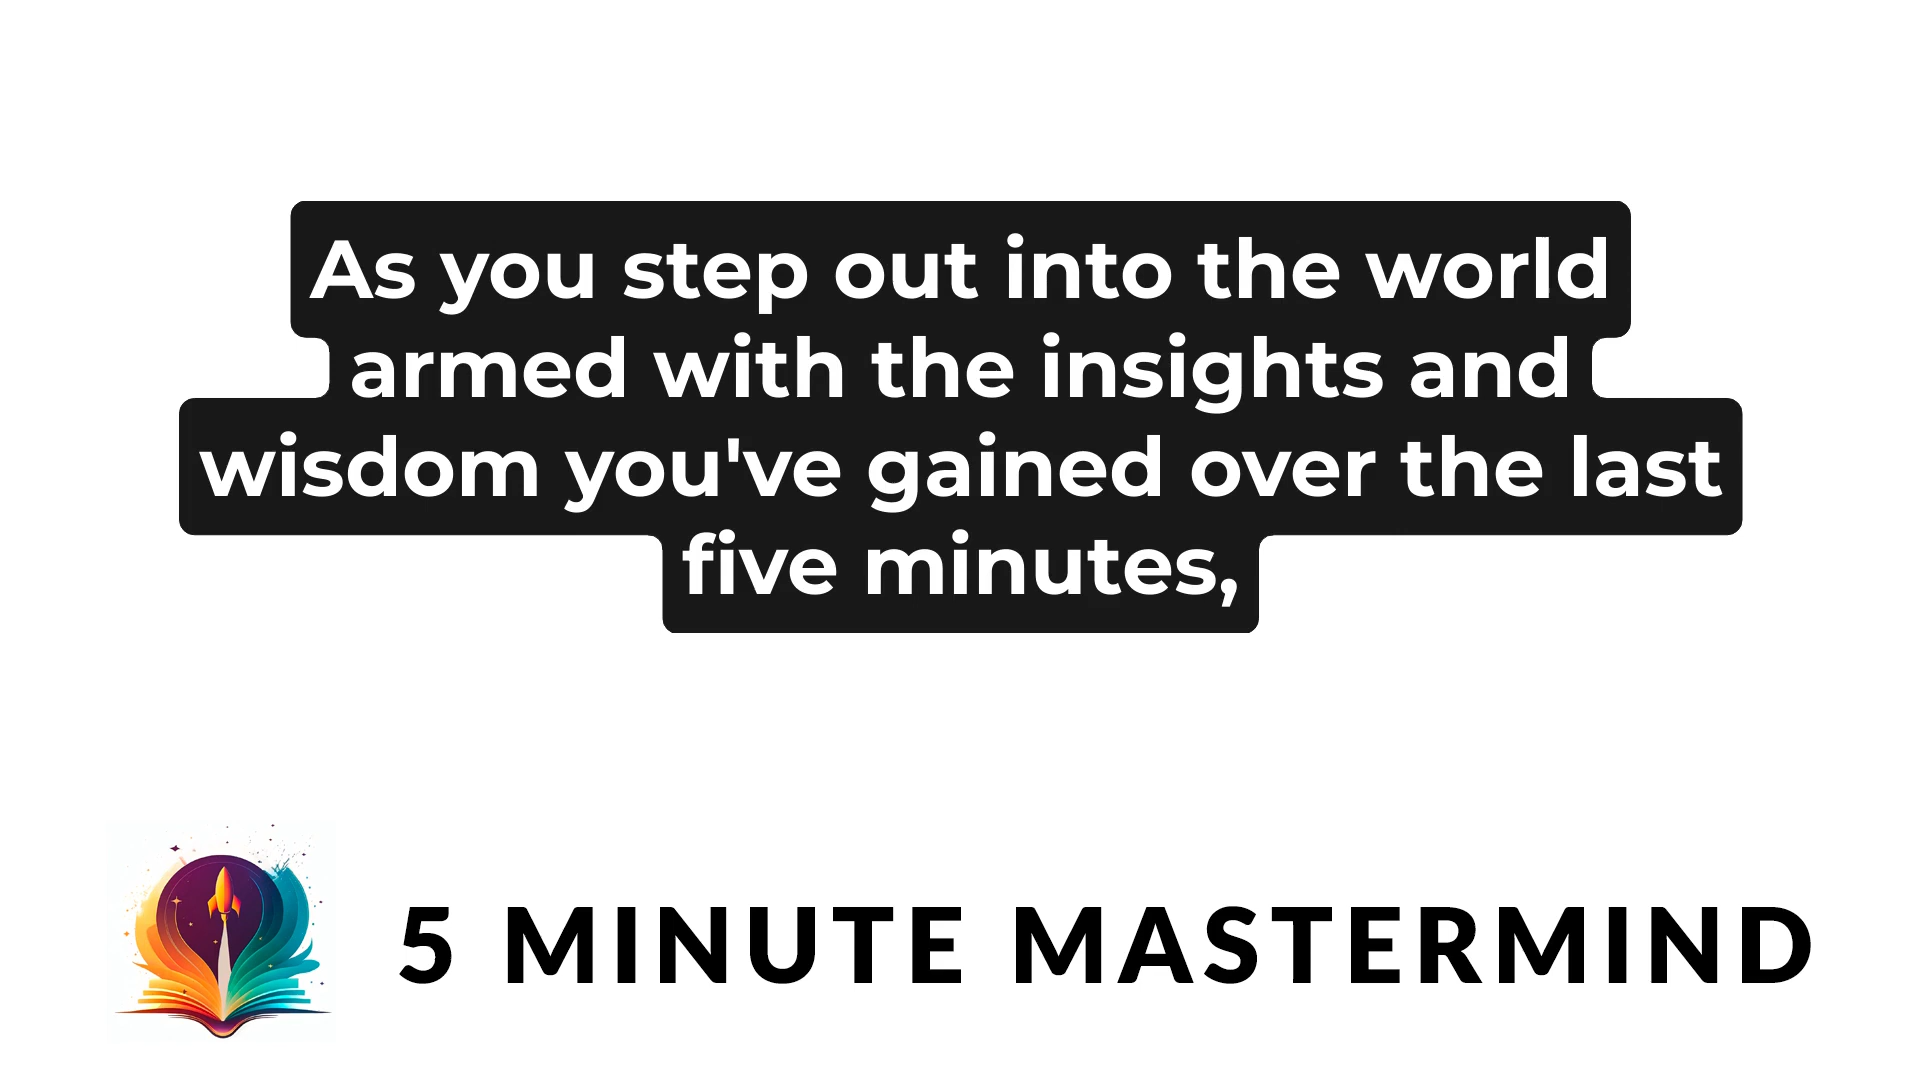 As you step out into the world
armed with the insights and
wisdom you've gained over the last
five minutes,
5 MINUTE MASTERMIND